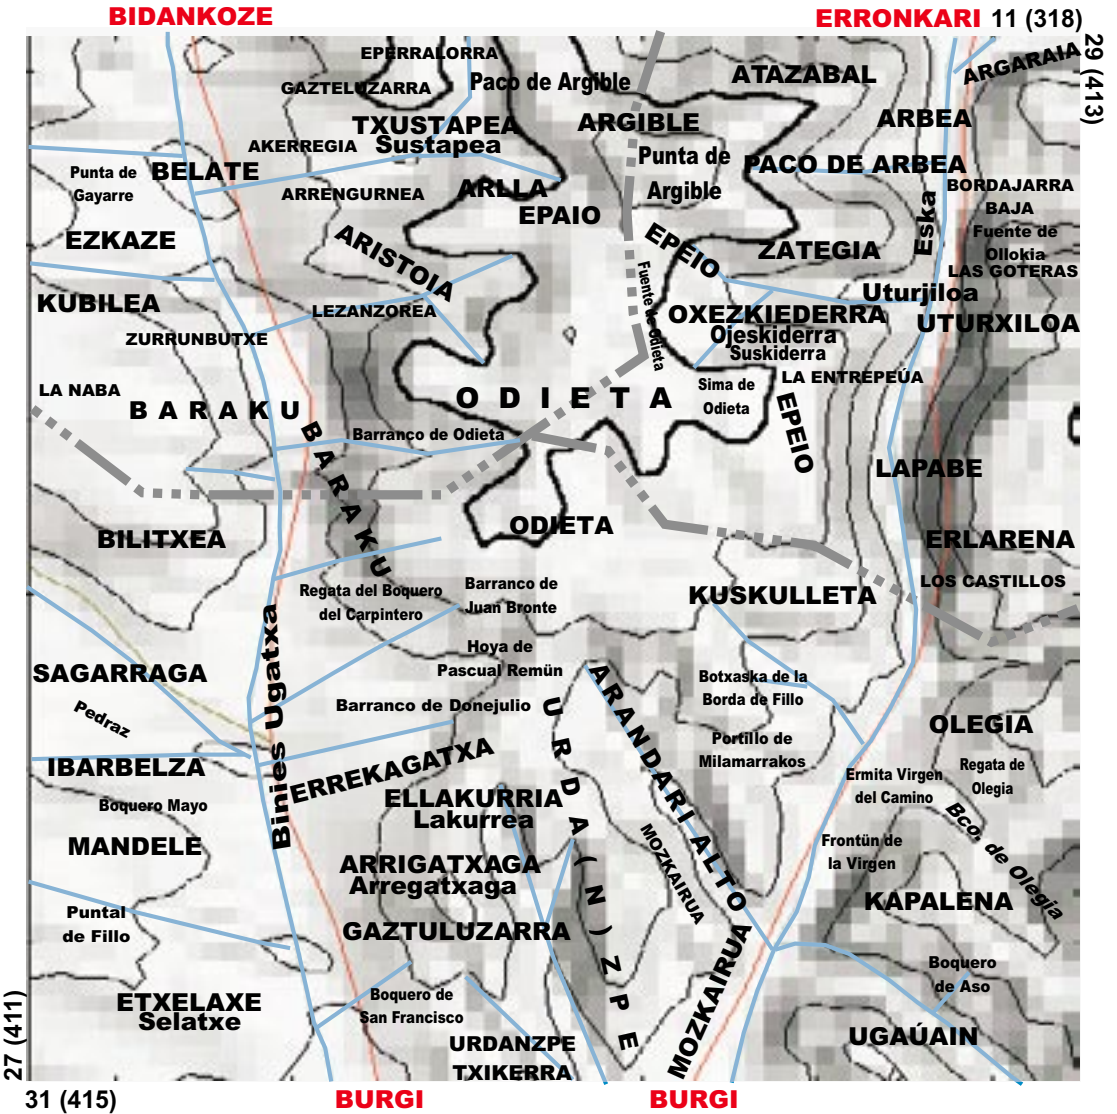 BIDANKOZE
ERRONKARI 11 (318)
29 (413)
EPERRALORRA
ARGARAIA
GAZTELUZARRA
Paco de Argible
ATAZABAL
TXUSTAPEA
Sustapea
ARGIBLE
ARBEA
AKERREGIA
Punta de
Argible
PACO DE ARBEA
Punta de
Gayarre
BELATE
ARRENGURNEA
ARLLA
EPAIO
BORDAJARRA
BAJA
Eska
Fuente de
Ollokia
EZKAZE
ARISTOIA
EPEIO
ZATEGIA
LAS GOTERAS
KUBILEA
LEZANZOREA
Fuente de Odieta
Uturjiloa
OXEZKIEDERRA
Ojeskiderra
Suskiderra
UTURXILOA
ZURRUNBUTXE
LA NABA
BARAKU
ODIETA
Sima de
Odieta
LA ENTREPEÚA
EPEIO
BARAKU
Barranco de Odieta
LAPABE
BILITXEA
ODIETA
ERLARENA
Regata del Boquero
del Carpintero
Barranco de
Juan Bronte
KUSKULLETA
LOS CASTILLOS
Binies Ugatxa
Hoya de
Pascual Remün
SAGARRAGA
Botxaska de la
Borda de Fillo
Pedraz
Barranco de Donejulio
URDA(N)ZPE
ARANDARI ALTO
OLEGIA
Portillo de
Milamarrakos
IBARBELZA
ERREKAGATXA
Regata de
Olegia
Ermita Virgen
del Camino
Boquero Mayo
ELLAKURRIA
Lakurrea
Bco. de Olegia
MANDELE
MOZKAIRUA
Frontün de
la Virgen
ARRIGATXAGA
Arregatxaga
KAPALENA
Puntal
de Fillo
GAZTULUZARRA
MOZKAIRUA
Boquero
de Aso
ETXELAXE
Selatxe
Boquero de
San Francisco
UGAÚAIN
URDANZPE
TXIKERRA
27 (411)
31 (415)
BURGI
BURGI